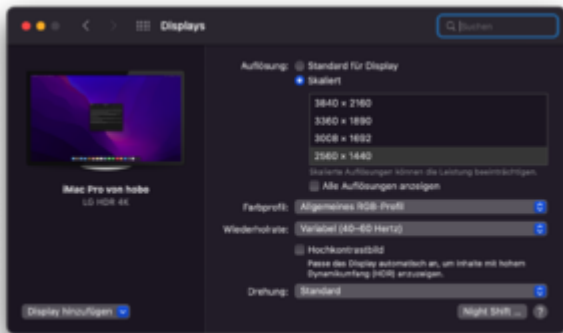 Displays
Suchen
Auflösung: Standard für Display
Skaliert
3840 × 2160
3360 × 1890
3008 × 1692
2560 × 1440
Skalierte Auflösungen können die Leistung beeinträchtigen.
Alle Auflösungen anzeigen
iMac Pro von hobo
LG HDR 4K
Farbprofil: Allgemeines RGB-Profil
Wiederholrate: Variabel (40–60 Hertz)
Hochkontrastbild
Passe das Display automatisch an, um Inhalte mit hohem
Dynamikumfang (HDR) anzuzeigen.
Drehung: Standard
Display hinzufügen
Night Shift ...
?